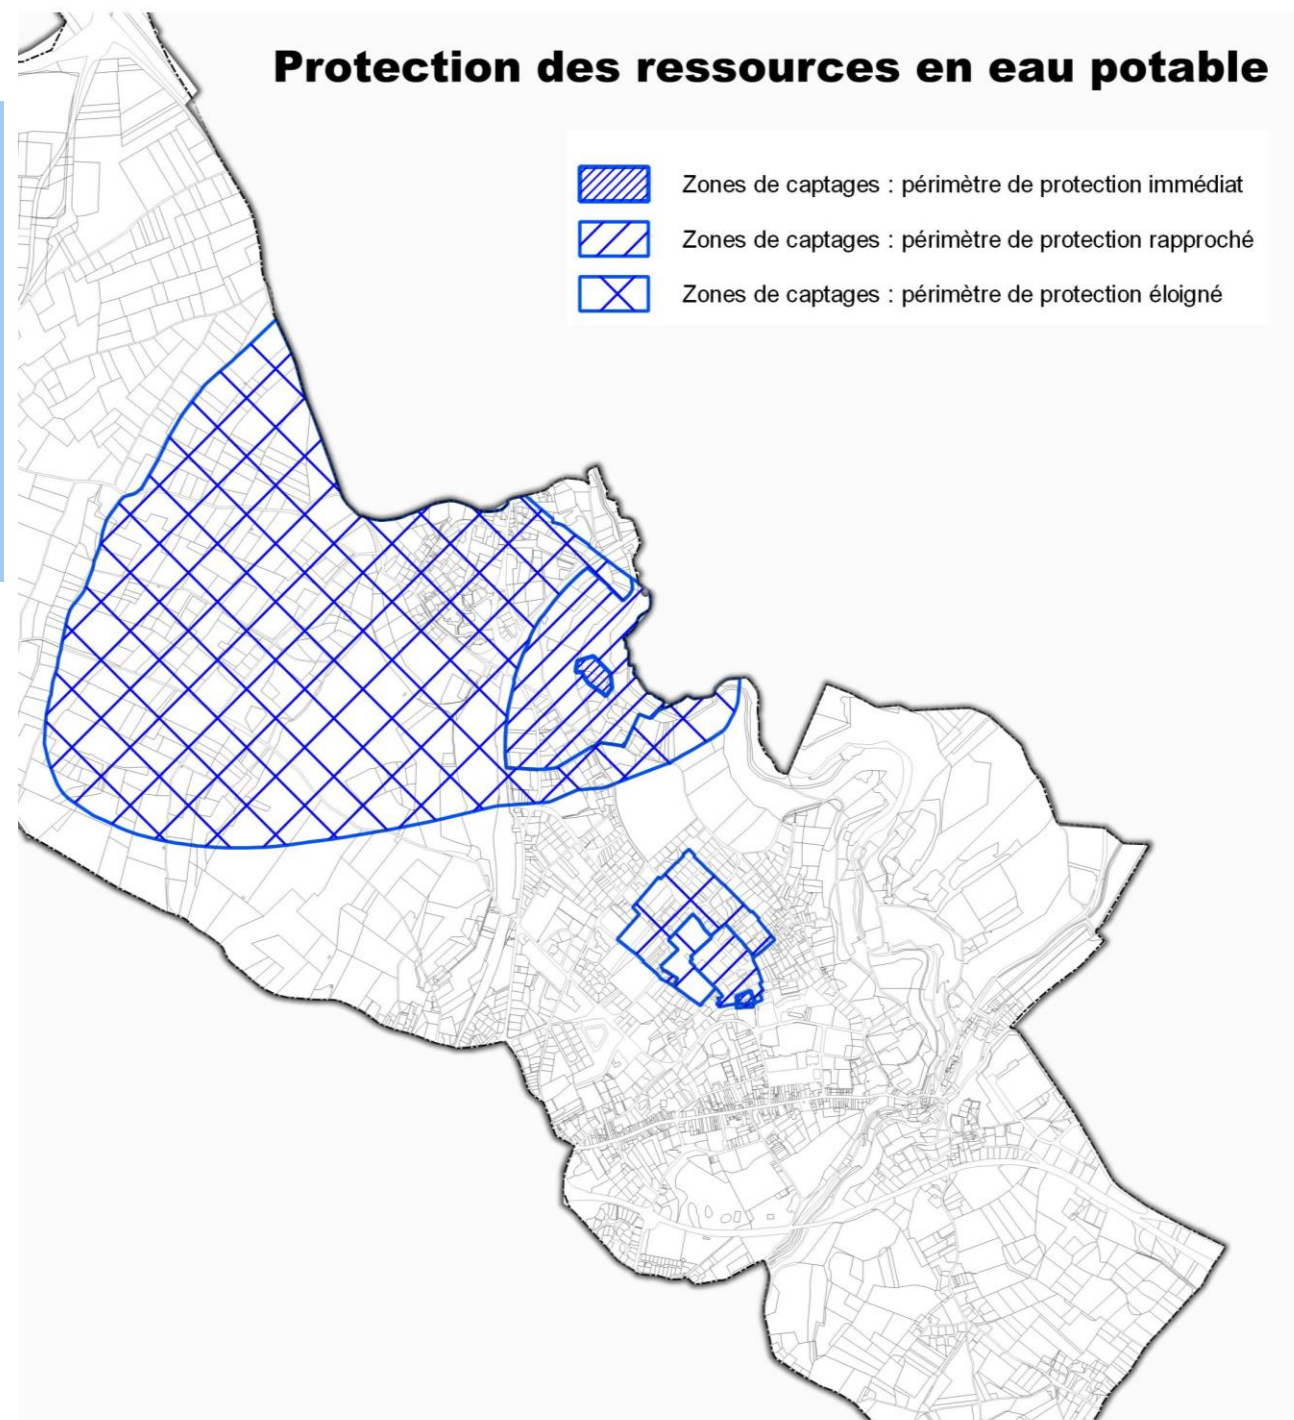 Protection des ressources en eau potable
Zones de captages : périmètre de protection immédiat
Zones de captages : périmètre de protection rapproché
Zones de captages : périmètre de protection éloigné